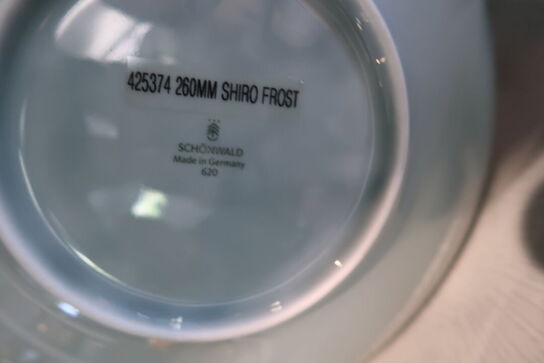 425374 260MM SHIRO FROST
SCHÖNWALD
Made in Germany
620